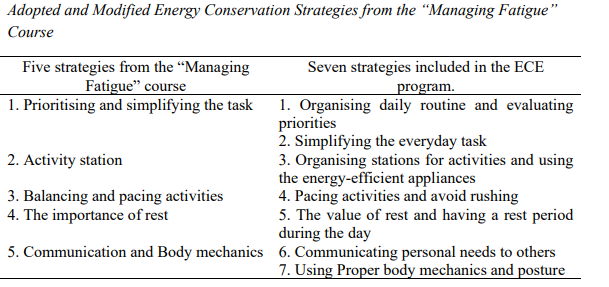 Adopted and Modified Energy Conservation Strategies from the “Managing Fatigue”
Course
Five strategies from the “Managing
Fatigue” course
Seven strategies included in the ECE
program.
1. Prioritising and simplifying the task
1. Organising daily routine and evaluating
priorities
2. Simplifying the everyday task
2. Activity station
3. Organising stations for activities and using
the energy-efficient appliances
3. Balancing and pacing activities
4. Pacing activities and avoid rushing
4. The importance of rest
5. The value of rest and having a rest period
during the day
5. Communication and Body mechanics
6. Communicating personal needs to others
7. Using Proper body mechanics and posture